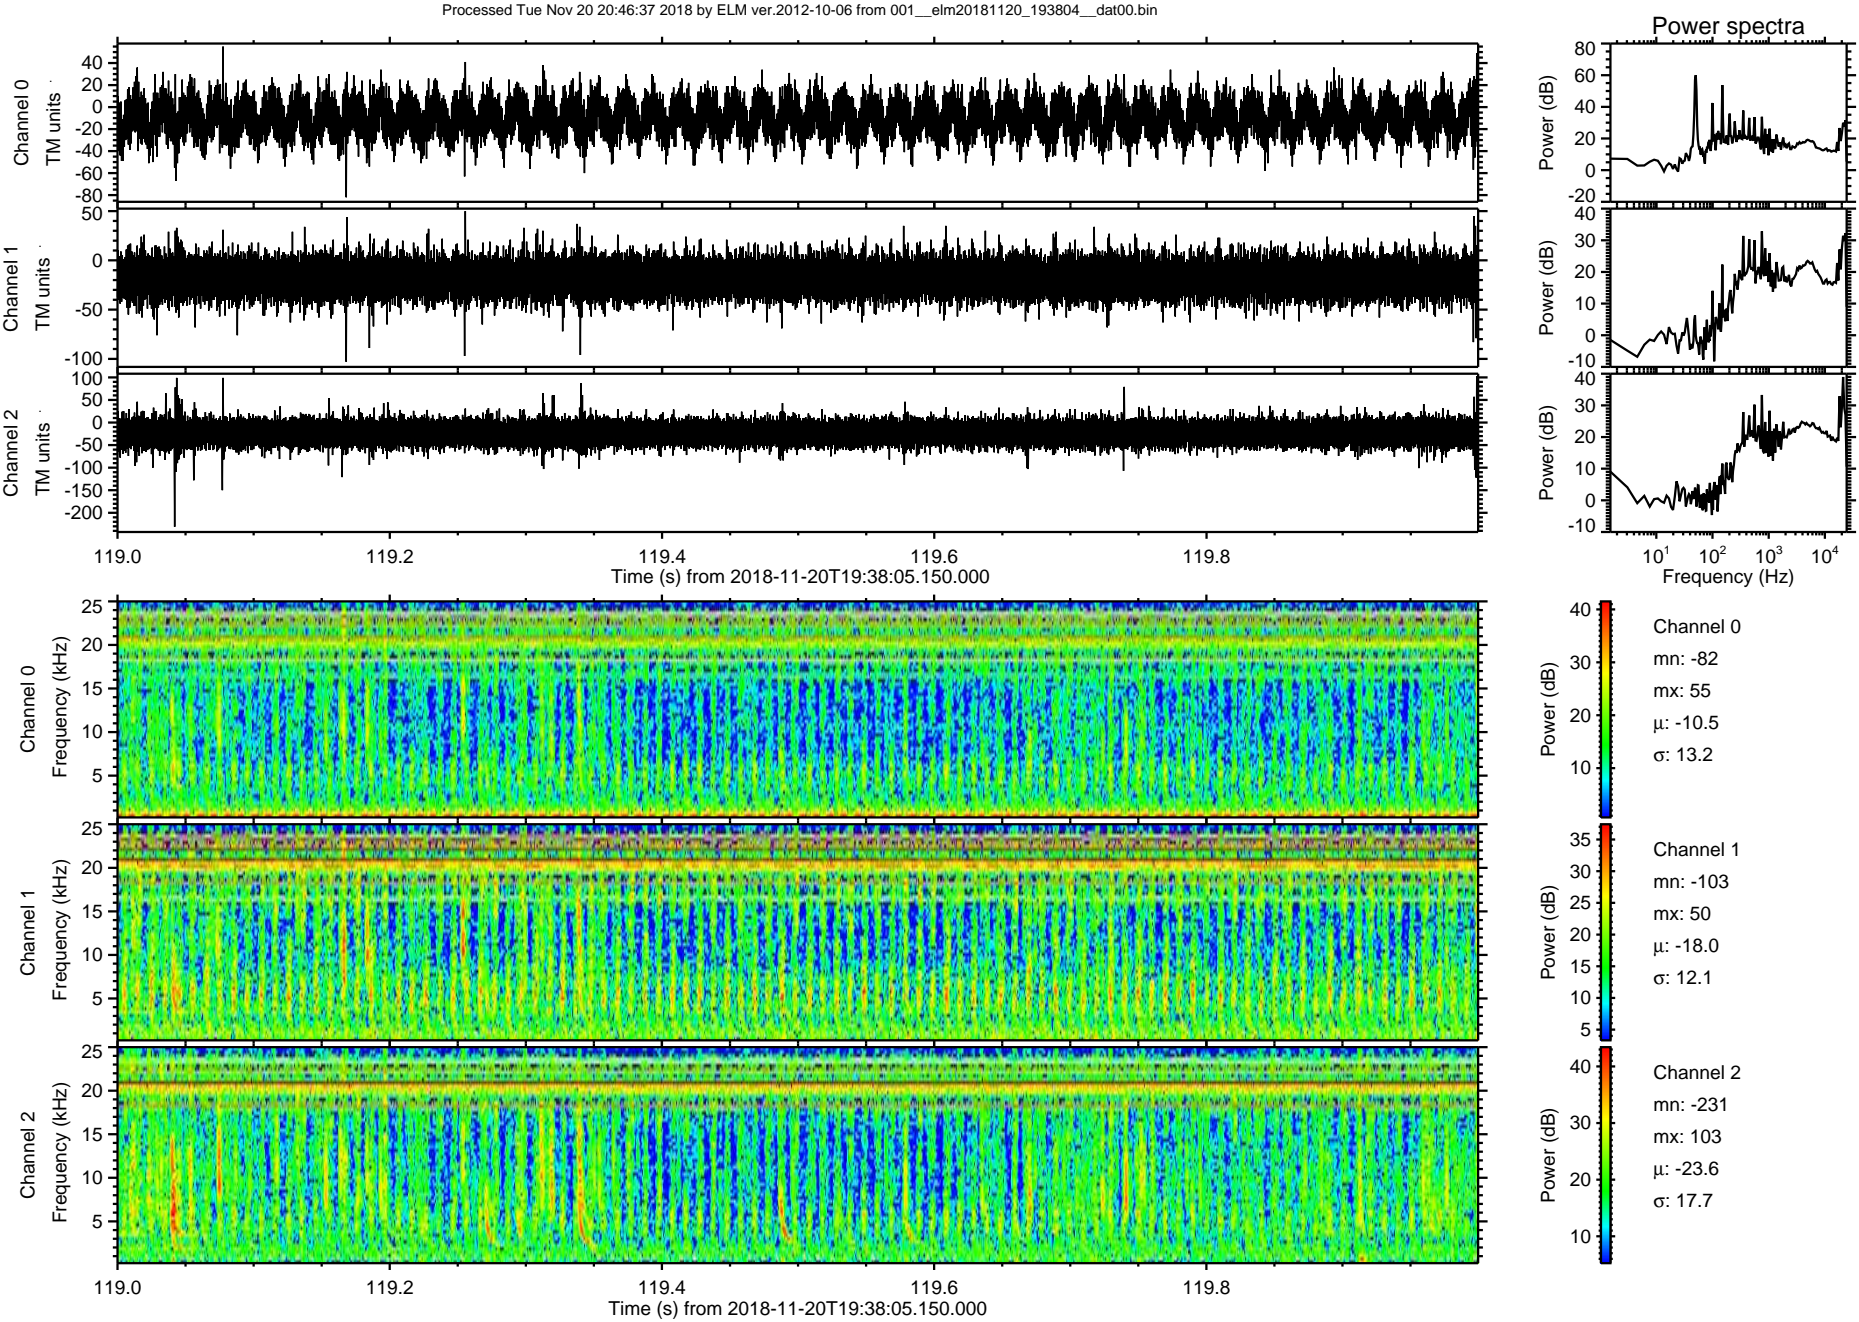 Processed Tue Nov 20 20:46:37 2018 by ELM ver.2012-10-06 from 001__elm20181120_193804__dat00.bin
Power spectra
Channel 0
TM units
40
20
0
-20
-40
-60
-80
Power (dB)
80
60
40
20
0
-20
Channel 1
TM units
50
0
-50
-100
Power (dB)
40
30
20
10
0
-10
Channel 2
TM units
100
50
0
-50
-100
-150
-200
Power (dB)
40
30
20
10
0
-10
119.0 119.2 119.4 119.6 119.8
Time (s) from 2018-11-20T19:38:05.150.000
10¹ 10² 10³ 10⁴
Frequency (Hz)
Channel 0
Frequency (kHz)
25
20
15
10
5
Power (dB)
40
30
20
10
Channel 0
mn: -82
mx: 55
μ: -10.5
σ: 13.2
Channel 1
Frequency (kHz)
25
20
15
10
5
Power (dB)
35
30
25
20
15
10
5
Channel 1
mn: -103
mx: 50
μ: -18.0
σ: 12.1
Channel 2
Frequency (kHz)
25
20
15
10
5
Power (dB)
40
30
20
10
Channel 2
mn: -231
mx: 103
μ: -23.6
σ: 17.7
119.0 119.2 119.4 119.6 119.8
Time (s) from 2018-11-20T19:38:05.150.000